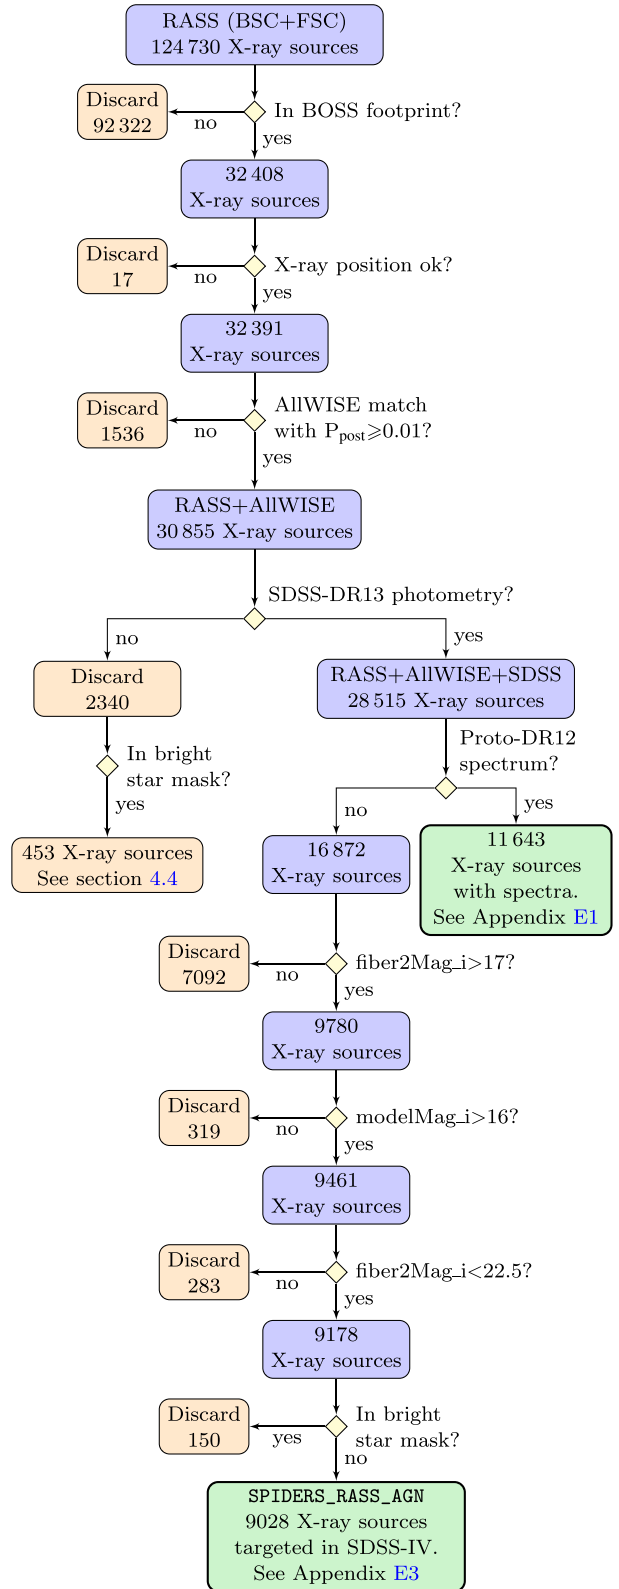 RASS (BSC+FSC)
124 730 X-ray sources
Discard
92 322
no
In BOSS footprint?
yes
32 408
X-ray sources
Discard
17
no
X-ray position ok?
yes
32 391
X-ray sources
Discard
1536
no
AllWISE match
with Ppost⩾0.01?
yes
RASS+AllWISE
30 855 X-ray sources
SDSS-DR13 photometry?
no
yes
Discard
2340
RASS+AllWISE+SDSS
28 515 X-ray sources
In bright
star mask?
yes
Proto-DR12
spectrum?
no
yes
453 X-ray sources
See section 4.4
16 872
X-ray sources
11 643
X-ray sources
with spectra.
See Appendix E1
Discard
7092
no
fiber2Mag_i>17?
yes
9780
X-ray sources
Discard
319
no
modelMag_i>16?
yes
9461
X-ray sources
Discard
283
no
fiber2Mag_i<22.5?
yes
9178
X-ray sources
Discard
150
yes
In bright
star mask?
no
SPIDERS_RASS_AGN
9028 X-ray sources
targeted in SDSS-IV.
See Appendix E3